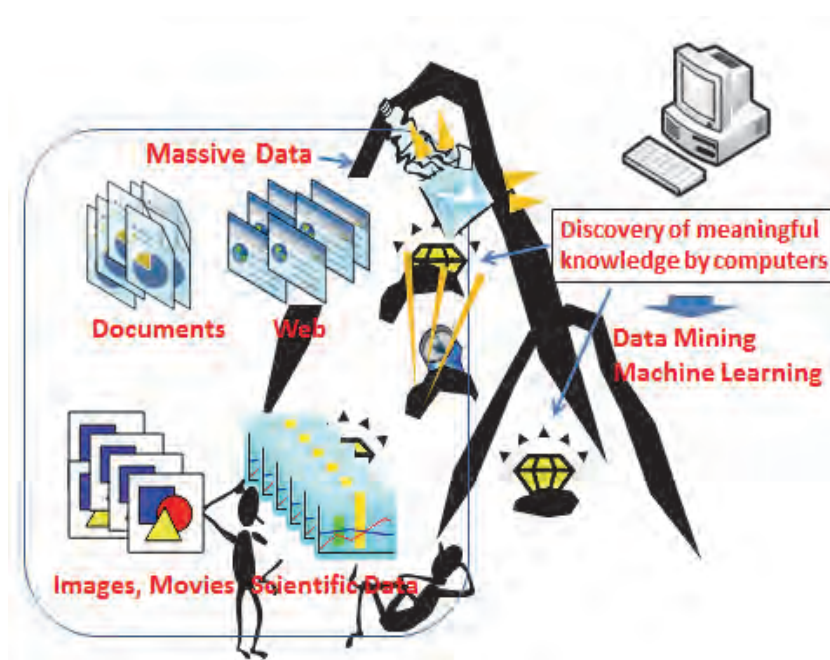 Massive Data
Documents
Web
Images, Movies
Scientific Data
Discovery of meaningful
knowledge by computers
Data Mining
Machine Learning